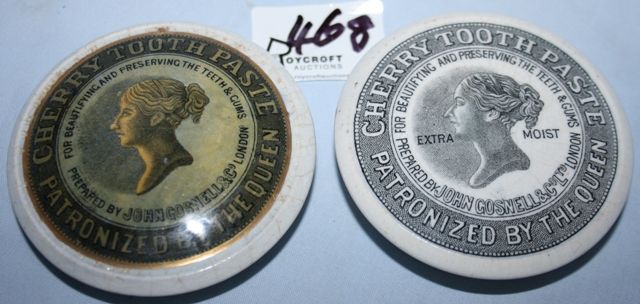 468
ROYCROFT
AUCTIONS
CHERRY TOOTH PASTE
FOR BEAUTIFYING AND PRESERVING THE TEETH & GUMS
PREPARED BY JOHN GOSNELL & Co LONDON
PATRONIZED BY THE QUEEN
CHERRY TOOTH PASTE
FOR BEAUTIFYING AND PRESERVING THE TEETH & GUMS
EXTRA MOIST
PREPARED BY JOHN GOSNELL & Co LTD LONDON
PATRONIZED BY THE QUEEN